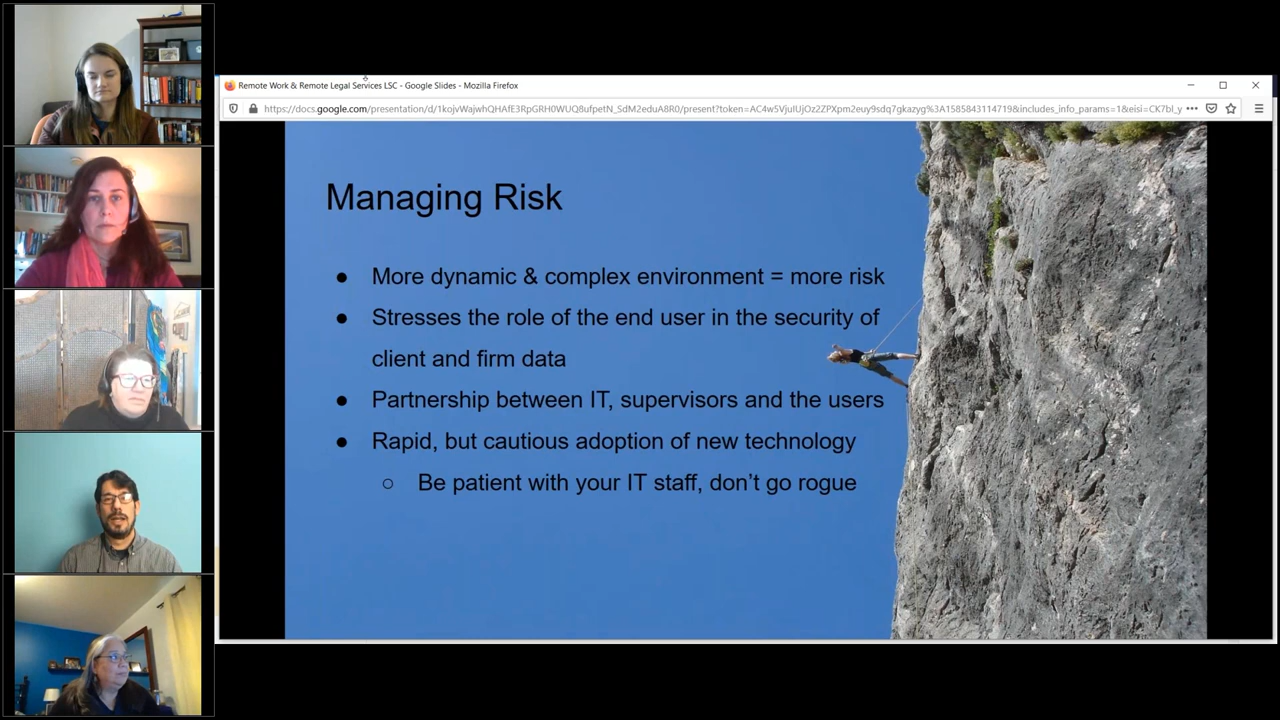 Remote Work & Remote Legal Services LSC - Google Slides - Mozilla Firefox
Managing Risk
● More dynamic & complex environment = more risk
● Stresses the role of the end user in the security of
client and firm data
● Partnership between IT, supervisors and the users
● Rapid, but cautious adoption of new technology
○ Be patient with your IT staff, don't go rogue